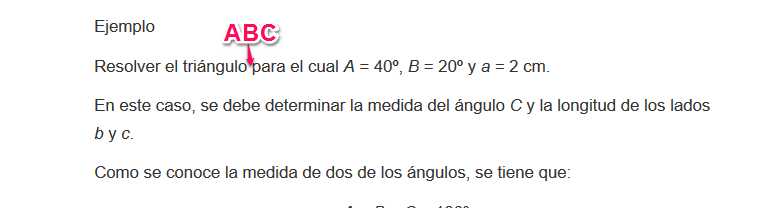 Ejemplo
ABC
Resolver el triángulo para el cual A = 40º, B = 20º y a = 2 cm.
En este caso, se debe determinar la medida del ángulo C y la longitud de los lados
b y c.
Como se conoce la medida de dos de los ángulos, se tiene que: